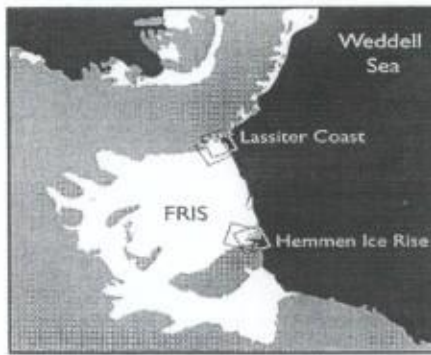 Weddell
Sea
Lassiter Coast
FRIS
Hemmen Ice Rise